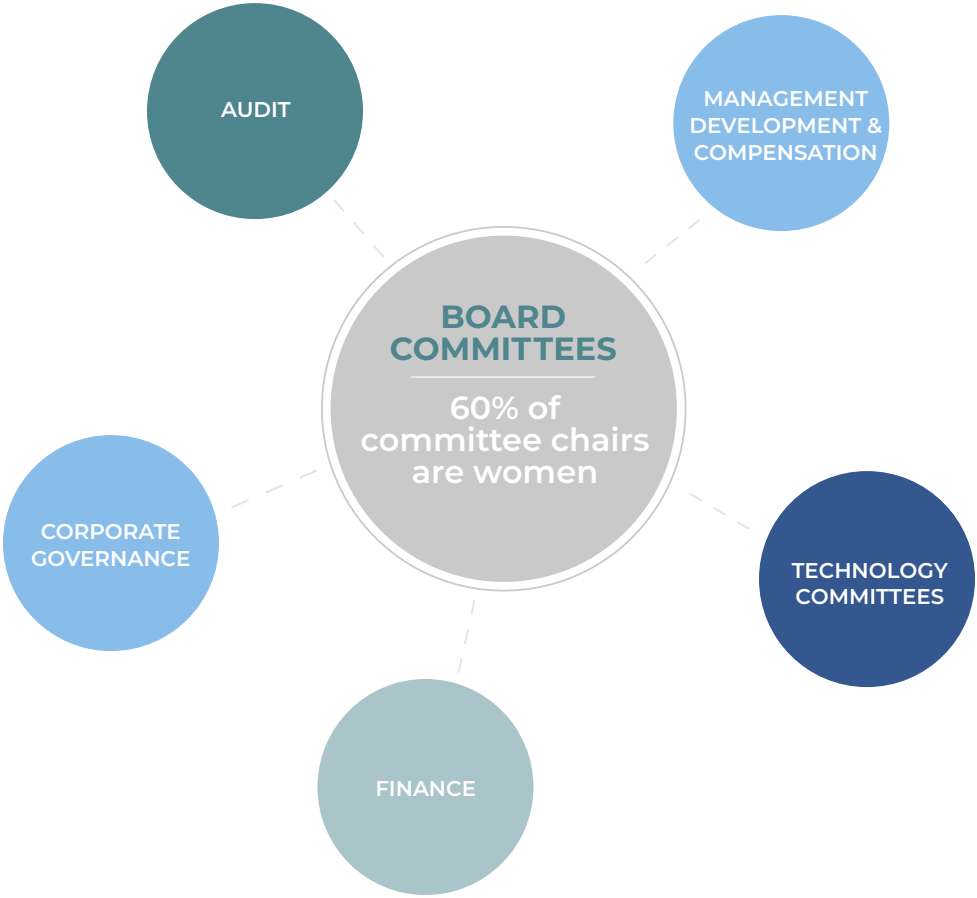 AUDIT
MANAGEMENT
DEVELOPMENT &
COMPENSATION
BOARD
COMMITTEES
60% of
committee chairs
are women
CORPORATE
GOVERNANCE
TECHNOLOGY
COMMITTEES
FINANCE